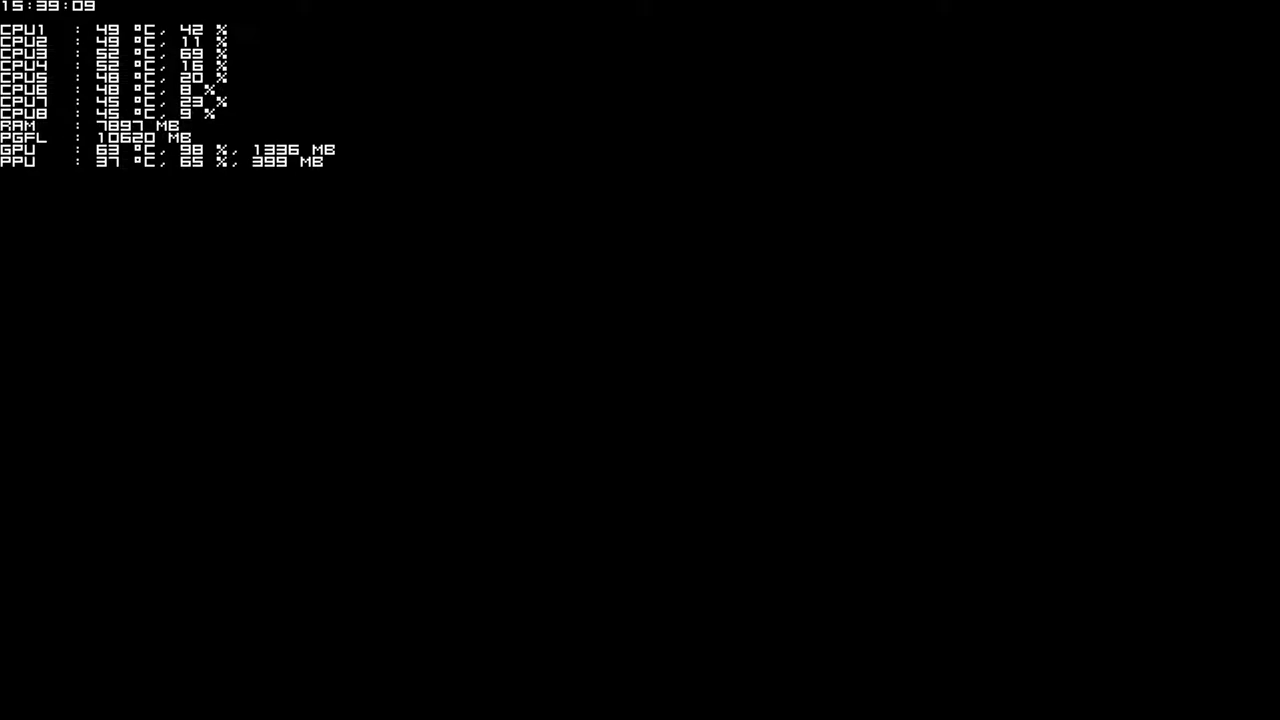 15:39:09
CPU1 : 49 °C, 42 %
CPU2 : 49 °C, 11 %
CPU3 : 52 °C, 69 %
CPU4 : 52 °C, 16 %
CPU5 : 48 °C, 20 %
CPU6 : 48 °C, 8 %
CPU7 : 45 °C, 23 %
CPU8 : 45 °C, 9 %
RAM : 7897 MB
PGFL : 10620 MB
GPU : 63 °C, 98 %, 1336 MB
PPU : 37 °C, 65 %, 399 MB